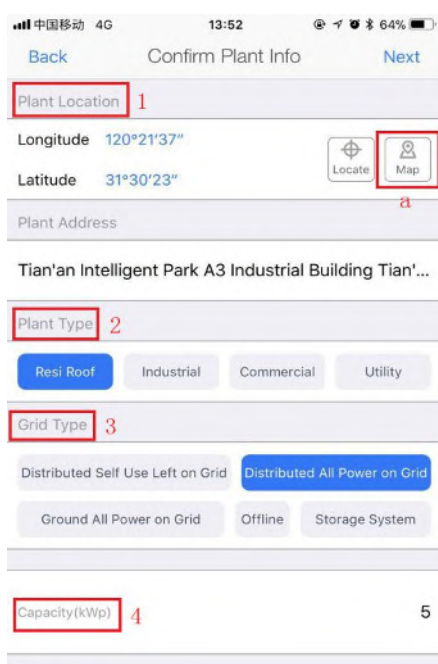 中国移动 4G 13:52 64%
Back Confirm Plant Info Next
Plant Location 1
Longitude 120°21'37"
Locate Map
Latitude 31°30'23"
a
Plant Address
Tian'an Intelligent Park A3 Industrial Building Tian'...
Plant Type 2
Resi Roof Industrial Commercial Utility
Grid Type 3
Distributed Self Use Left on Grid Distributed All Power on Grid
Ground All Power on Grid Offline Storage System
Capacity(kWp) 4 5